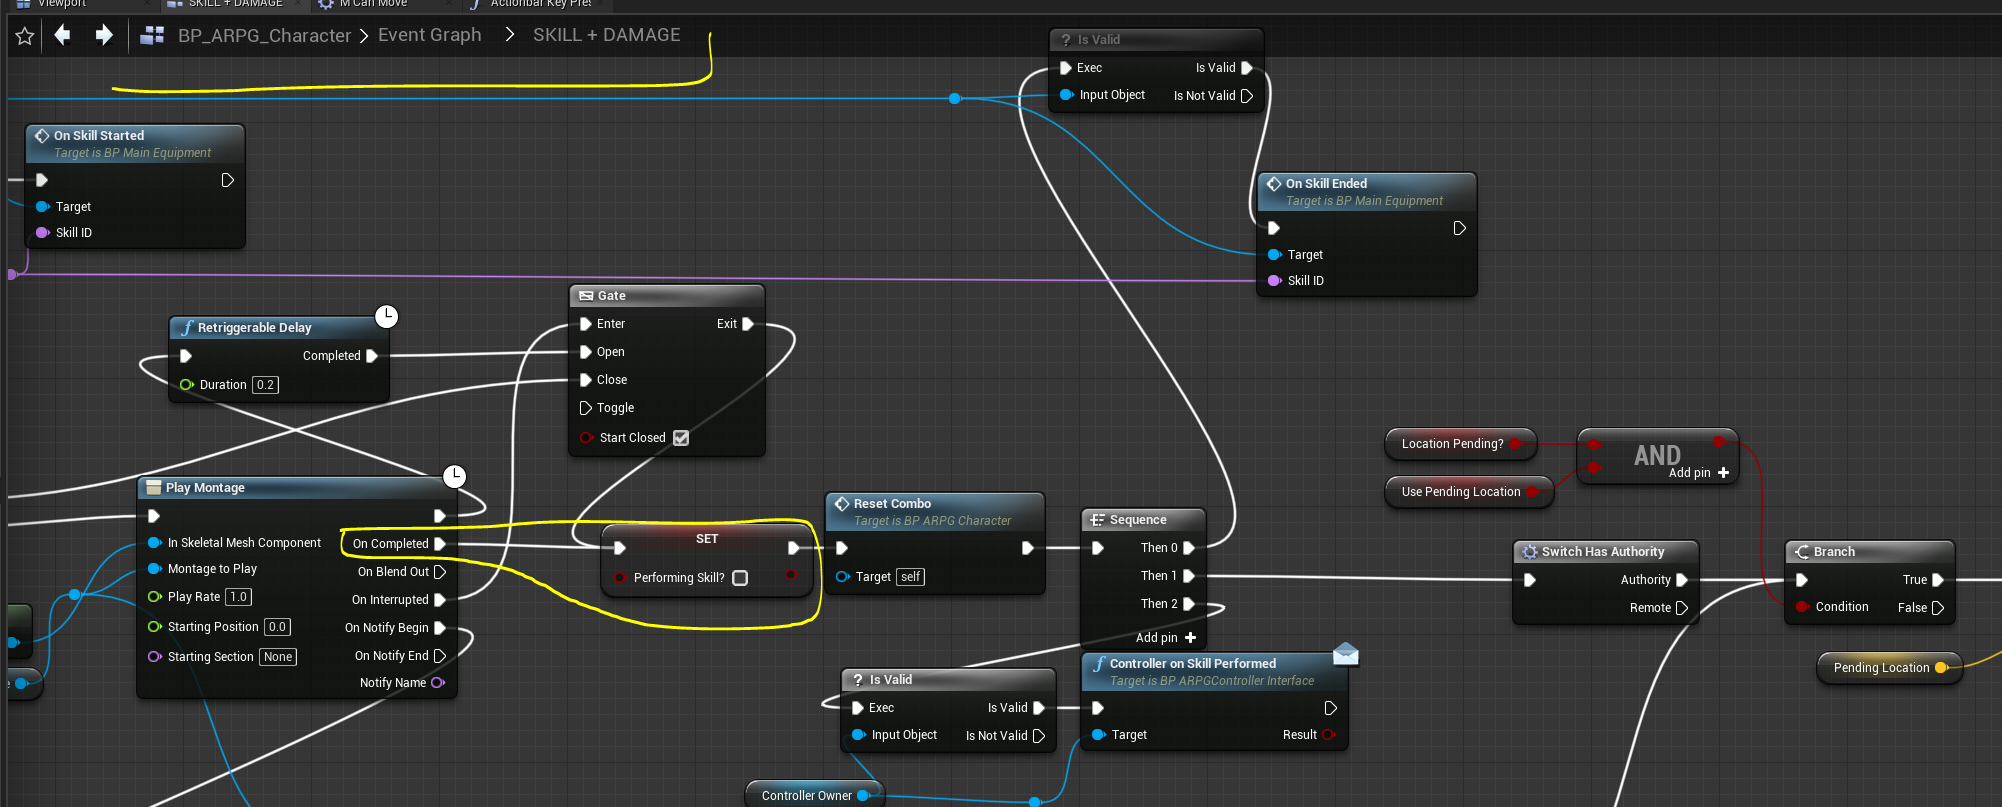 Viewport
SKILL + DAMAGE
M Can Move
Actionbar Key Pres
BP_ARPG_Character > Event Graph > SKILL + DAMAGE
? Is Valid
Exec Is Valid
Input Object Is Not Valid
On Skill Started
Target is BP Main Equipment
Target
Skill ID
On Skill Ended
Target is BP Main Equipment
Target
Skill ID
Retriggerable Delay
Completed
Duration 0.2
Gate
Enter Exit
Open
Close
Toggle
Start Closed
Play Montage
In Skeletal Mesh Component On Completed
Montage to Play On Blend Out
Play Rate 1.0 On Interrupted
Starting Position 0.0 On Notify Begin
Starting Section None On Notify End
Notify Name
SET
Performing Skill?
Reset Combo
Target is BP ARPG Character
Target self
Sequence
Then 0
Then 1
Then 2
Add pin +
Location Pending?
Use Pending Location
AND
Add pin +
Switch Has Authority
Authority
Remote
Branch
True
Condition False
Pending Location
? Is Valid
Exec Is Valid
Input Object Is Not Valid
Controller on Skill Performed
Target is BP ARPGController Interface
Target Result
Controller Owner